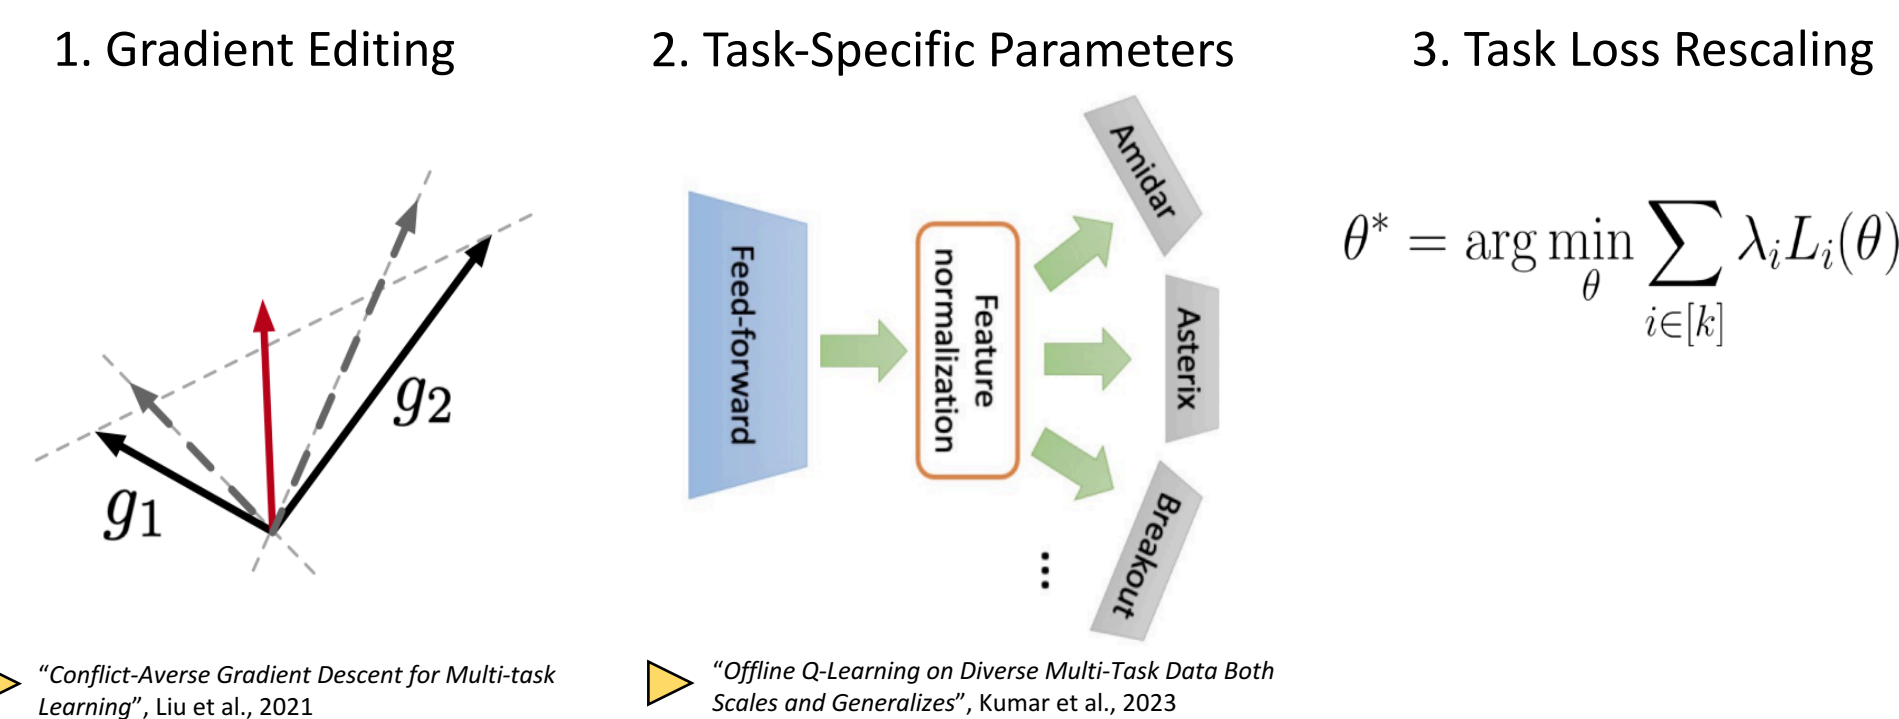 1. Gradient Editing
g₁
g₂
"Conflict-Averse Gradient Descent for Multi-task
Learning", Liu et al., 2021
2. Task-Specific Parameters
Feed-forward
Feature
normalization
Amidar
Asterix
Breakout
...
"Offline Q-Learning on Diverse Multi-Task Data Both
Scales and Generalizes", Kumar et al., 2023
3. Task Loss Rescaling
θ* = arg min_θ ∑_{i∈[k]} λᵢLᵢ(θ)